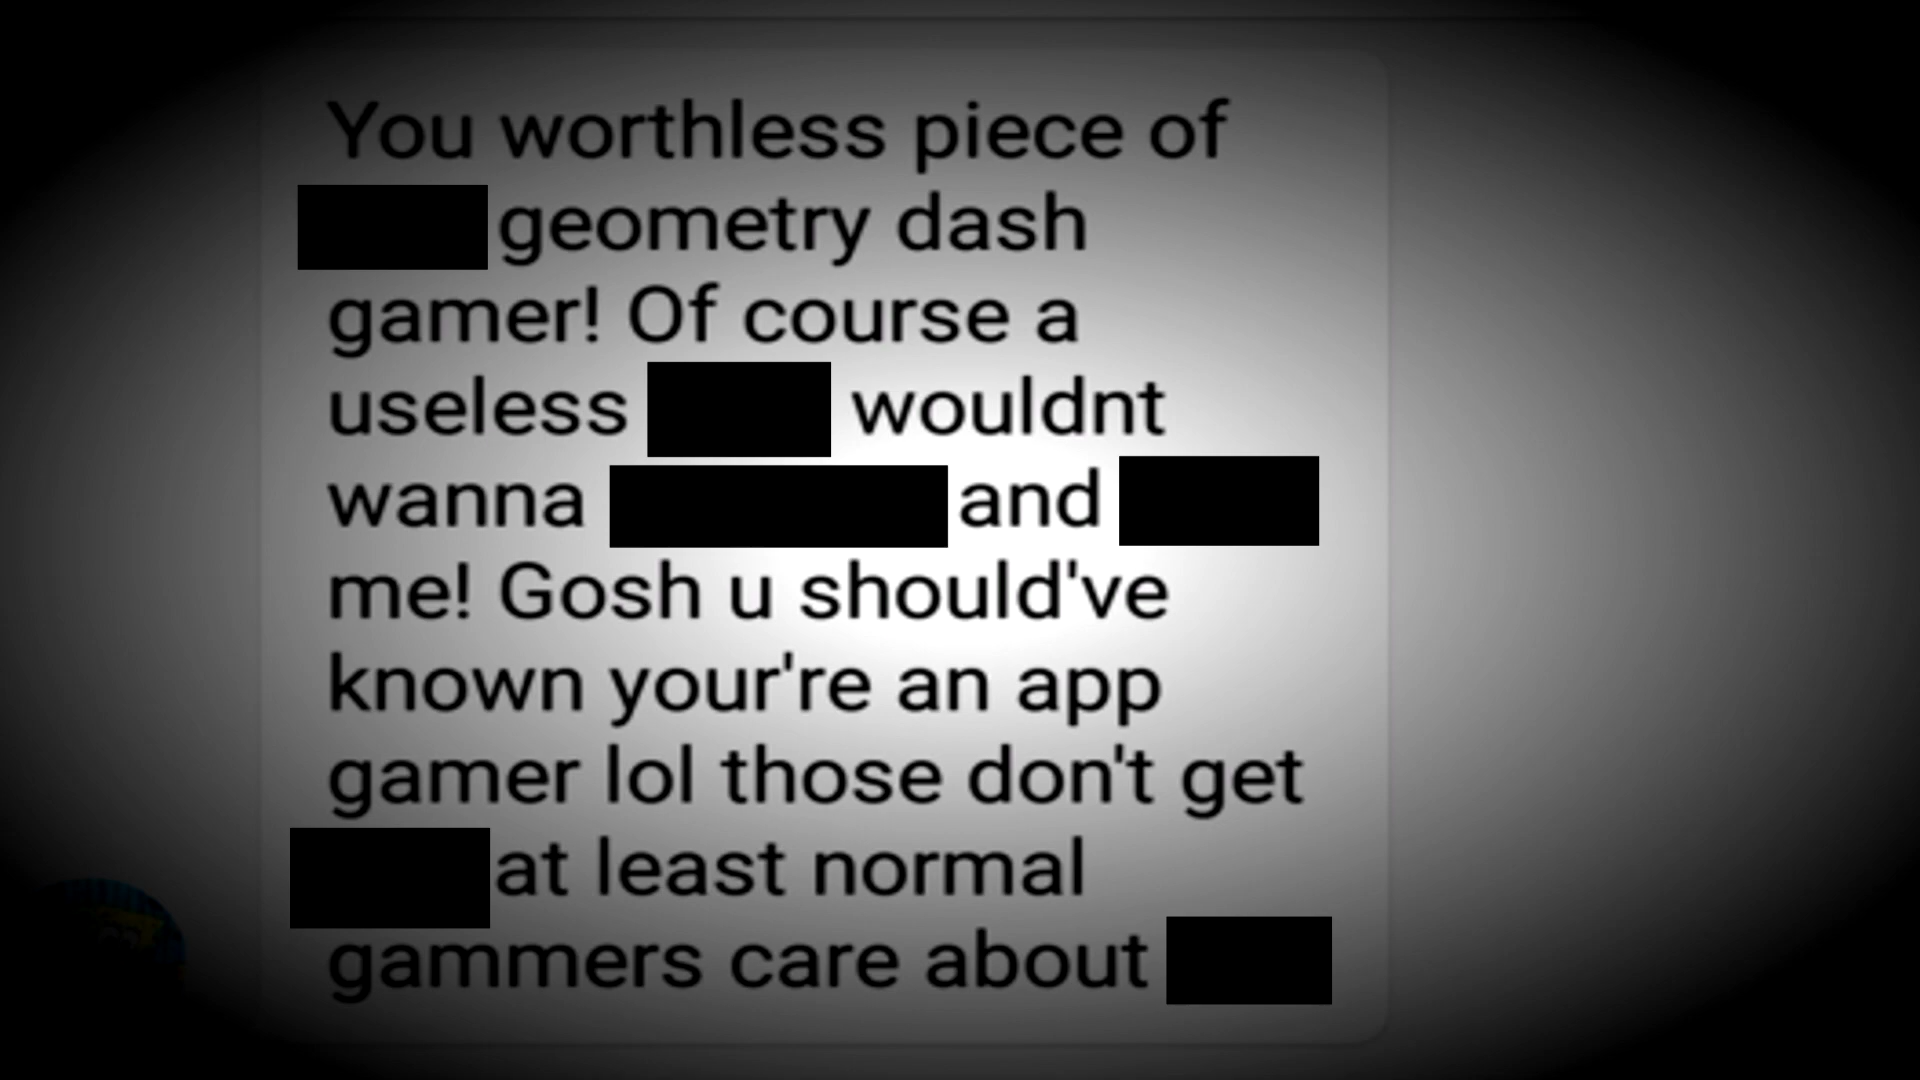 You worthless piece of
geometry dash
gamer! Of course a
useless wouldnt
wanna and
me! Gosh u should've
known your're an app
gamer lol those don't get
at least normal
gammers care about